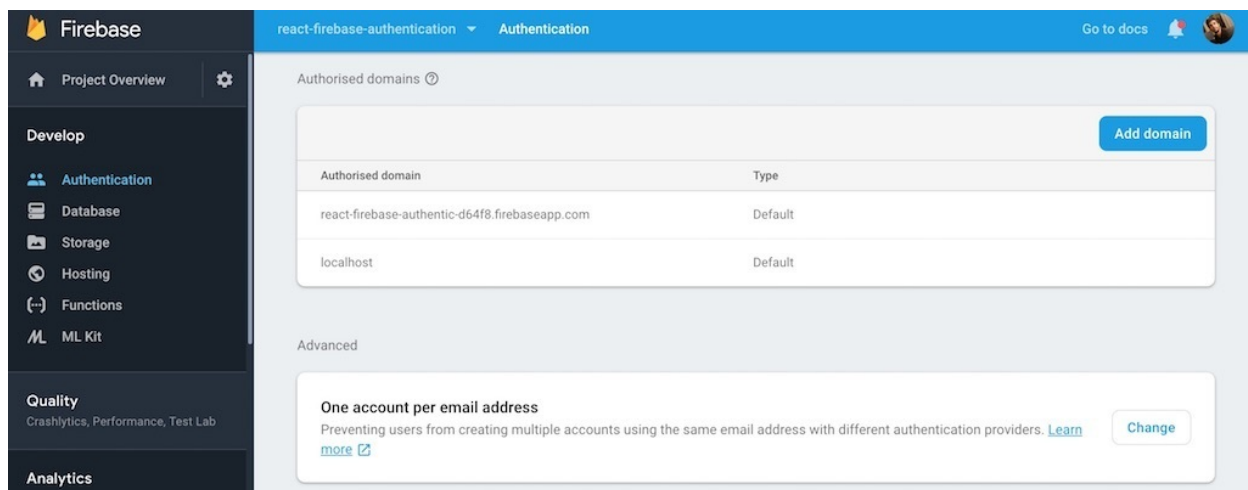 Firebase
react-firebase-authentication Authentication
Go to docs
Project Overview
Develop
Authentication
Database
Storage
Hosting
Functions
ML Kit
Quality
Crashlytics, Performance, Test Lab
Analytics
Authorised domains
Add domain
Authorised domain Type
react-firebase-authentic-d64f8.firebaseapp.com Default
localhost Default
Advanced
One account per email address
Preventing users from creating multiple accounts using the same email address with different authentication providers. Learn
more
Change